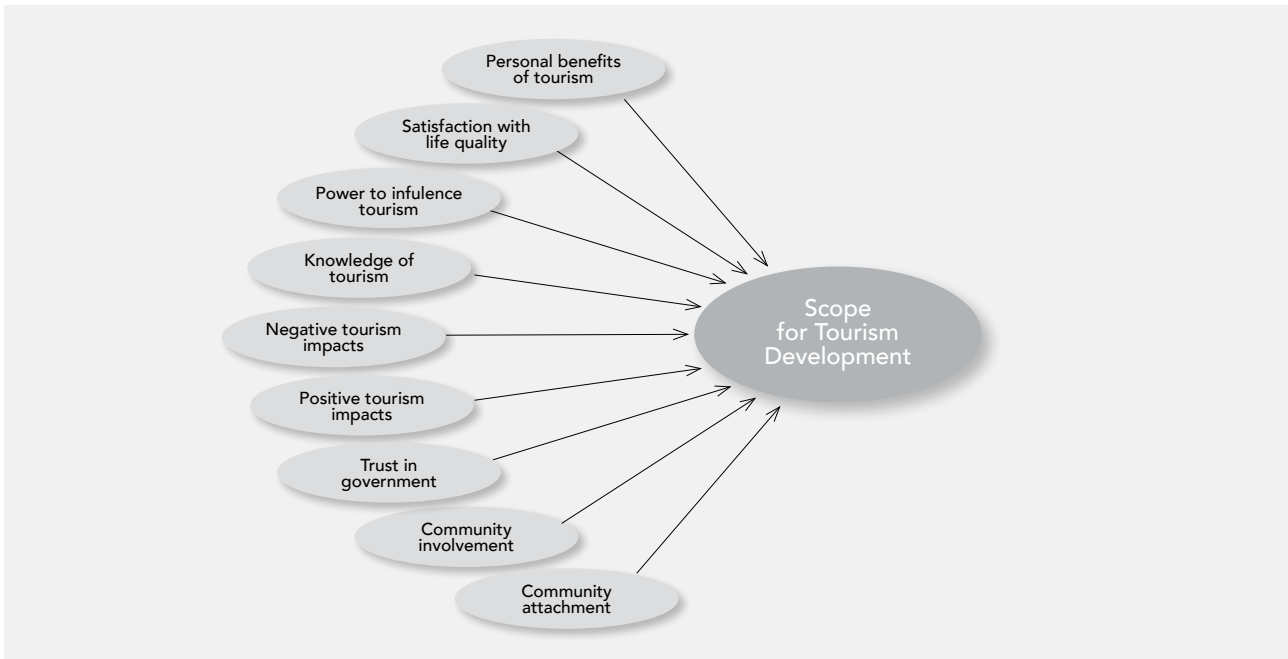 Personal benefits
of tourism
Satisfaction with
life quality
Power to infulence
tourism
Knowledge of
tourism
Negative tourism
impacts
Positive tourism
impacts
Trust in
government
Community
involvement
Community
attachment
Scope
for Tourism
Development